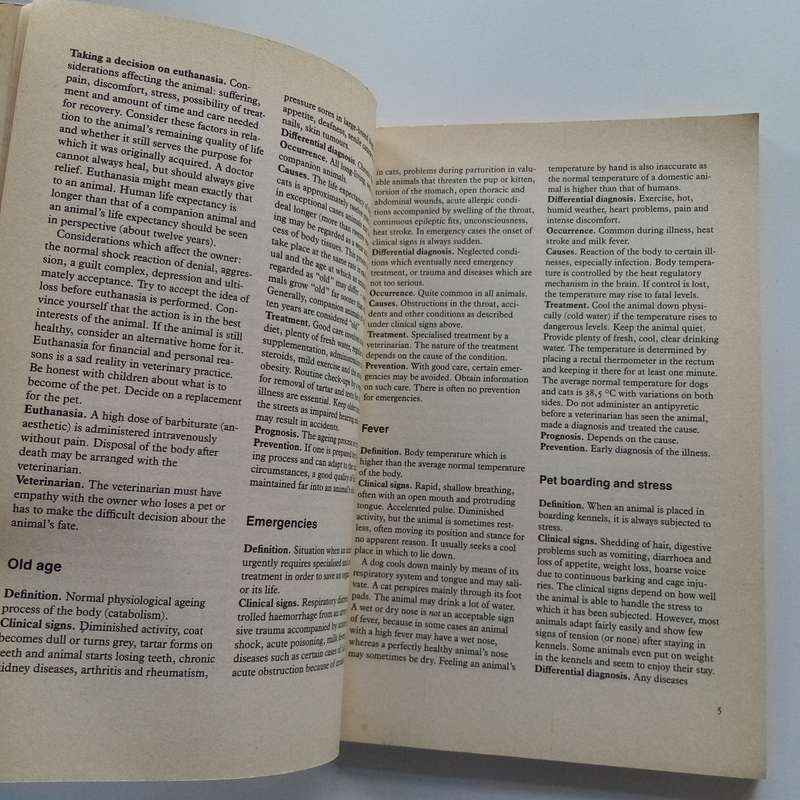 Taking a decision on euthanasia. Con-
siderations affecting the animal: suffering,
pain, discomfort, stress, possibility of treat-
ment and amount of time and care needed
for recovery. Consider these factors in rela-
tion to the animal's remaining quality of life
and whether it still serves the purpose for
which it was originally acquired. A doctor
cannot always heal, but should always give
relief. Euthanasia might mean exactly that
to an animal. Human life expectancy is
longer than that of a companion animal and
an animal's life expectancy should be seen
in perspective (about twelve years).
Considerations which affect the owner:
the normal shock reaction of denial, aggres-
sion, a guilt complex, depression and ulti-
mately acceptance. Try to accept the idea of
loss before euthanasia is performed. Con-
vince yourself that the action is in the best
interests of the animal. If the animal is still
healthy, consider an alternative home for it.
Euthanasia for financial and personal rea-
sons is a sad reality in veterinary practice.
Be honest with children about what is to
become of the pet. Decide on a replacement
for the pet.
Euthanasia. A high dose of barbiturate (an-
aesthetic) is administered intravenously
without pain. Disposal of the body after
death may be arranged with the
veterinarian.
Veterinarian. The veterinarian must have
empathy with the owner who loses a pet or
has to make the difficult decision about the
animal's fate.
Old age
Definition. Normal physiological ageing
process of the body (catabolism).
Clinical signs. Diminished activity, coat
becomes dull or turns grey, tartar forms on
teeth and animal starts losing teeth, chronic
kidney diseases, arthritis and rheumatism,
pressure sores in large
appetite, deafness, senile
nails, skin tumours.
Differential diagnosis.
Occurrence. All long-
companion animals.
Causes. The life expectancy of
cats is approximately twelve
in exceptional cases
deal longer (more than twenty
ing may be regarded as a
cess of body tissues. This
take place at the same rate in
ual and the age at which an
regarded as "old" may
mals grow "old" far sooner
Generally, companion animals
ten years are considered "old".
Treatment. Good care involves
diet, plenty of fresh water, regular
supplementation,
steroids, mild exercise and the
obesity. Routine check-ups by
for removal of tartar and teeth
illness are essential. Keep older
the streets as impaired hearing
may result in accidents.
Prognosis. The ageing process
Prevention. If one is prepared
ing process and can adapt to the
circumstances, a good quality of
maintained far into an animal's
Emergencies
Definition. Situation when an
urgently requires specialised
treatment in order to save an
or its life.
Clinical signs. Respiratory
trolled haemorrhage from
sive trauma accompanied by
shock, acute poisoning, milk
diseases such as certain cases of
acute obstruction because of
in cats, problems during parturition in valu-
able animals that threaten the pup or kitten,
torsion of the stomach, open thoracic and
abdominal wounds, acute allergic condi-
tions accompanied by swelling of the throat,
continuous epileptic fits, unconsciousness,
heat stroke. In emergency cases the onset of
clinical signs is always sudden.
Differential diagnosis. Neglected condi-
tions which eventually need emergency
treatment, or trauma and diseases which are
not too serious.
Occurrence. Quite common in all animals.
Causes. Obstructions in the throat, acci-
dents and other conditions as described
under clinical signs above.
Treatment. Specialised treatment by a
veterinarian. The nature of the treatment
depends on the cause of the condition.
Prevention. With good care, certain emer-
gencies may be avoided. Obtain information
on such care. There is often no prevention
for emergencies.
Fever
Definition. Body temperature which is
higher than the average normal temperature
of the body.
Clinical signs. Rapid, shallow breathing,
often with an open mouth and protruding
tongue. Accelerated pulse. Diminished
activity, but the animal is sometimes rest-
less, often moving its position and stance for
no apparent reason. It usually seeks a cool
place in which to lie down.
A dog cools down mainly by means of its
respiratory system and tongue and may sali-
vate. A cat perspires mainly through its foot
pads. The animal may drink a lot of water.
A wet or dry nose is not an acceptable sign
of fever, because in some cases an animal
with a high fever may have a wet nose,
whereas a perfectly healthy animal's nose
may sometimes be dry. Feeling an animal's
temperature by hand is also inaccurate as
the normal temperature of a domestic ani-
mal is higher than that of humans.
Differential diagnosis. Exercise, hot,
humid weather, heart problems, pain and
intense discomfort.
Occurrence. Common during illness, heat
stroke and milk fever.
Causes. Reaction of the body to certain ill-
nesses, especially infection. Body tempera-
ture is controlled by the heat regulatory
mechanism in the brain. If control is lost,
the temperature may rise to fatal levels.
Treatment. Cool the animal down physi-
cally (cold water) if the temperature rises to
dangerous levels. Keep the animal quiet.
Provide plenty of fresh, cool, clear drinking
water. The temperature is determined by
placing a rectal thermometer in the rectum
and keeping it there for at least one minute.
The average normal temperature for dogs
and cats is 38,5 °C with variations on both
sides. Do not administer an antipyretic
before a veterinarian has seen the animal,
made a diagnosis and treated the cause.
Prognosis. Depends on the cause.
Prevention. Early diagnosis of the illness.
Pet boarding and stress
Definition. When an animal is placed in
boarding kennels, it is always subjected to
stress.
Clinical signs. Shedding of hair, digestive
problems such as vomiting, diarrhoea and
loss of appetite, weight loss, hoarse voice
due to continuous barking and cage inju-
ries. The clinical signs depend on how well
the animal is able to handle the stress to
which it has been subjected. However, most
animals adapt fairly easily and show few
signs of tension (or none) after staying in
kennels. Some animals even put on weight
in the kennels and seem to enjoy their stay.
Differential diagnosis. Any diseases
5